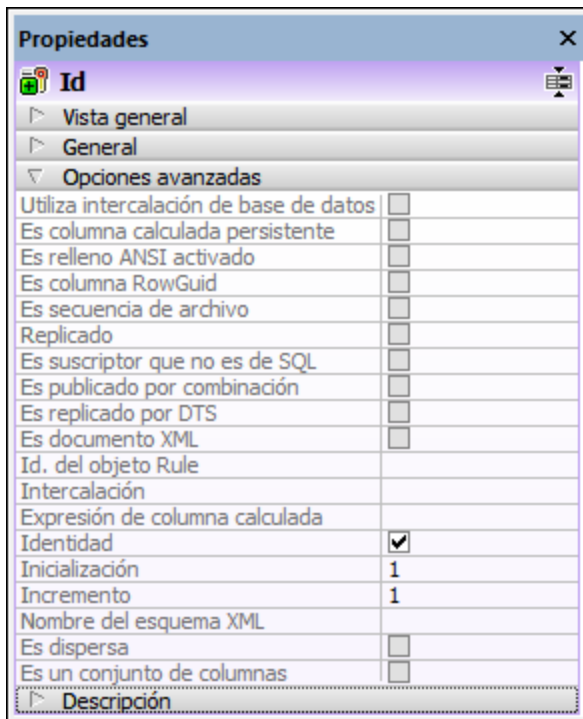 Propiedades
Id
Vista general
General
Opciones avanzadas
Utiliza intercalación de base de datos
Es columna calculada persistente
Es relleno ANSI activado
Es columna RowGuid
Es secuencia de archivo
Replicado
Es suscriptor que no es de SQL
Es publicado por combinación
Es replicado por DTS
Es documento XML
Id. del objeto Rule
Intercalación
Expresión de columna calculada
Identidad
Inicialización 1
Incremento 1
Nombre del esquema XML
Es dispersa
Es un conjunto de columnas
Descripción